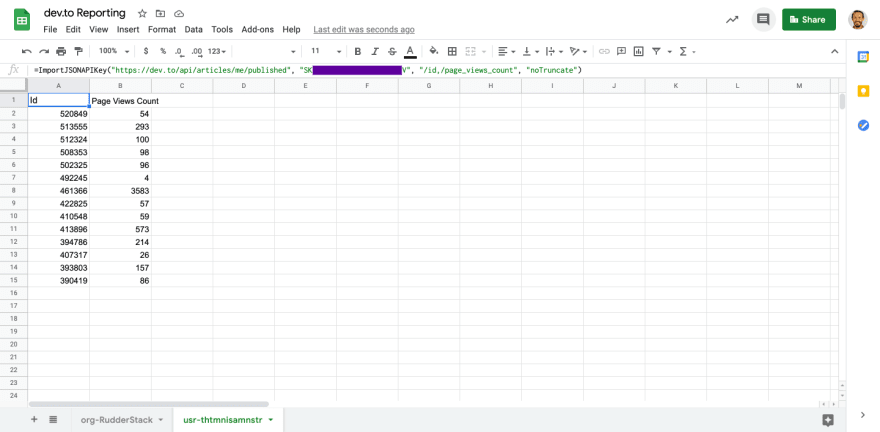 dev.to Reporting
File Edit View Insert Format Data Tools Add-ons Help Last edit was seconds ago
Share
100% $ % .0 .00 123 11 B I S A
fx =ImportJSONAPIKey("https://dev.to/api/articles/me/published", "SK V", "/id,/page_views_count", "noTruncate")
A B C D E F G H I J K L M
1 Id Page Views Count
2 520849 54
3 513555 293
4 512324 100
5 508353 98
6 502325 96
7 492245 4
8 461366 3583
9 422825 57
10 410548 59
11 413896 573
12 394786 214
13 407317 26
14 393803 157
15 390419 86
16
17
18
19
20
21
22
23
24
org-RudderStack usr-thtmnisamnstr